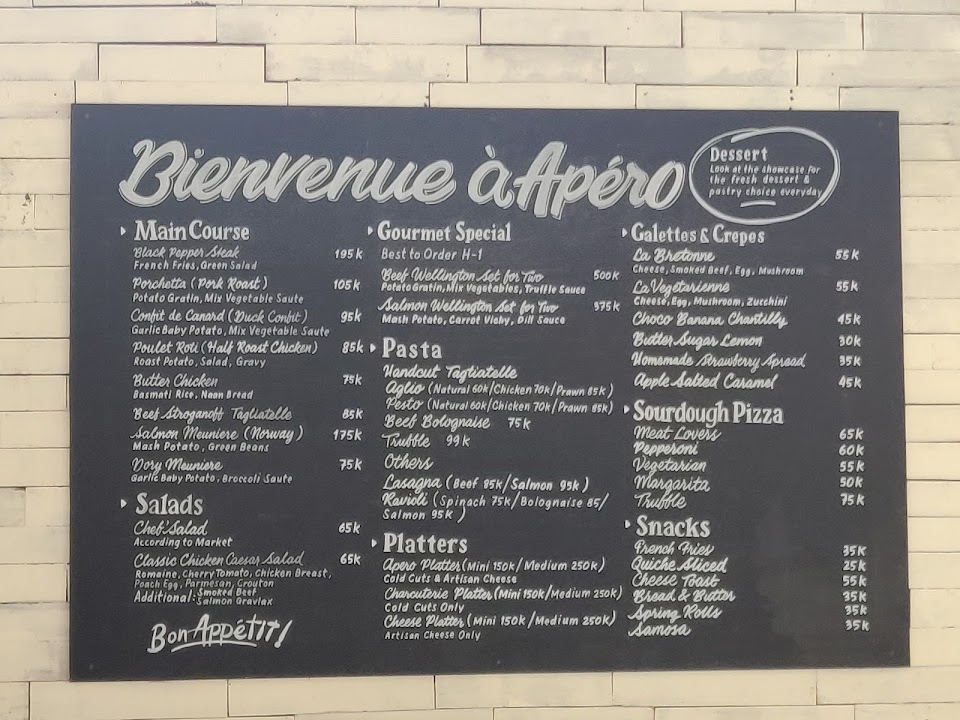 Bienvenue à Apéro
Dessert
Look at the showcase for
the fresh dessert &
pastry choice everyday
Main Course
Black Pepper Steak 195k
French Fries, Green Salad
Porchetta (Pork Roast) 105k
Potato Gratin, Mix Vegetable Saute
Confit de Canard (Duck Confit) 95k
Garlic Baby Potato, Mix Vegetable Saute
Poulet Roti (Half Roast Chicken) 85k
Roast Potato, Salad, Gravy
Butter Chicken 75k
Basmati Rice, Naan Bread
Beef Stroganoff Tagliatelle 85k
Salmon Meuniere (Norway) 175k
Mash Potato, Green Beans
Dory Meuniere 75k
Garlic Baby Potato, Broccoli Saute
Salads
Chef'Salad 65k
According to Market
Classic Chicken Caesar Salad 65k
Romaine, Cherry Tomato, Chicken Breast,
Poach Egg, Parmesan, Crouton
Additional: Smoked Beef
Salmon Gravlax
Bon Appétit!
Gourmet Special
Best to Order H-1
Beef Wellington Set for Two 500k
Potato Gratin, Mix Vegetables, Truffle Sauce
Salmon Wellington Set for Two 375k
Mash Potato, Carrot Vichy, Dill Sauce
Pasta
Handcut Tagliatelle
Aglio (Natural 60k/Chicken 70k/Prawn 85k)
Pesto (Natural 60k/Chicken 70k/Prawn 85k)
Beef Bolognaise 75k
Truffle 99k
Others
Lasagna (Beef 85k/Salmon 95k)
Ravioli (Spinach 75k/Bolognaise 85/
Salmon 95k)
Platters
Apero Platter (Mini 150k/Medium 250k)
Cold Cuts & Artisan Cheese
Charcuterie Platter (Mini 150k/Medium 250k)
Cold Cuts Only
Cheese Platter (Mini 150k/Medium 250k)
Artisan Cheese Only
Galettes & Crepes
La Bretonne 55k
Cheese, Smoked Beef, Egg, Mushroom
La Vegetarienne 55k
Cheese, Egg, Mushroom, Zucchini
Choco Banana Chantilly 45k
Butter Sugar Lemon 30k
Homemade Strawberry Spread 35k
Apple Salted Caramel 45k
Sourdough Pizza
Meat Lovers 65k
Pepperoni 60k
Vegetarian 55k
Margarita 50k
Truffle 75k
Snacks
French Fries 35k
Quiche Sliced 25k
Cheese Toast 55k
Bread & Butter 35k
Spring Rolls 35k
Samosa 35k